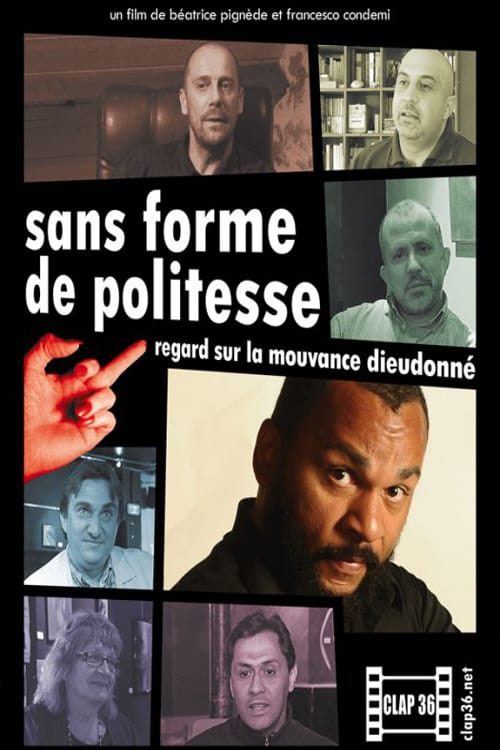 un film de béatrice pignède et francesco condemi
sans forme
de politesse
regard sur la mouvance dieudonné
CLAP 36
clap36.net